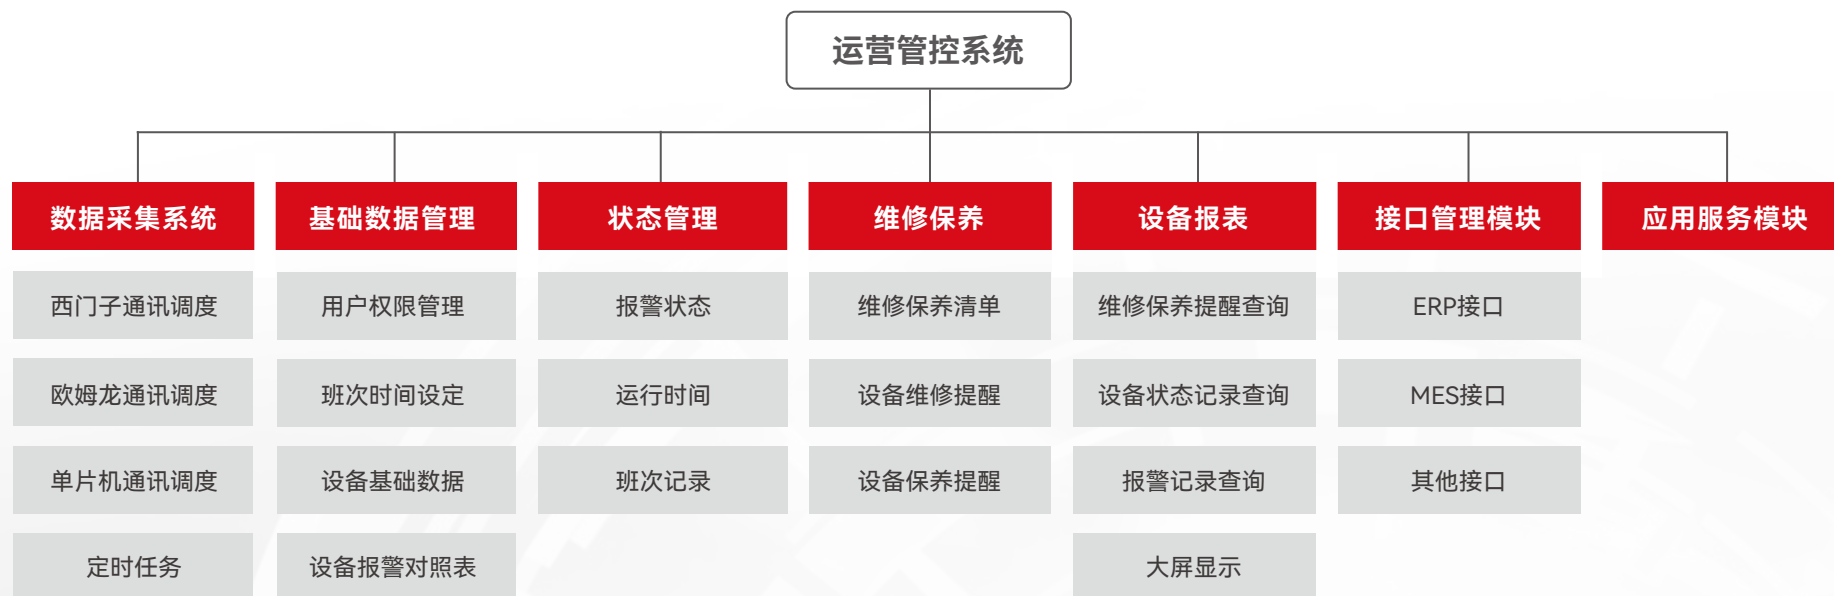 运营管控系统
数据采集系统
基础数据管理
状态管理
维修保养
设备报表
接口管理模块
应用服务模块
西门子通讯调度
用户权限管理
报警状态
维修保养清单
维修保养提醒查询
ERP接口
欧姆龙通讯调度
班次时间设定
运行时间
设备维修提醒
设备状态记录查询
MES接口
单片机通讯调度
设备基础数据
班次记录
设备保养提醒
报警记录查询
其他接口
定时任务
设备报警对照表
大屏显示